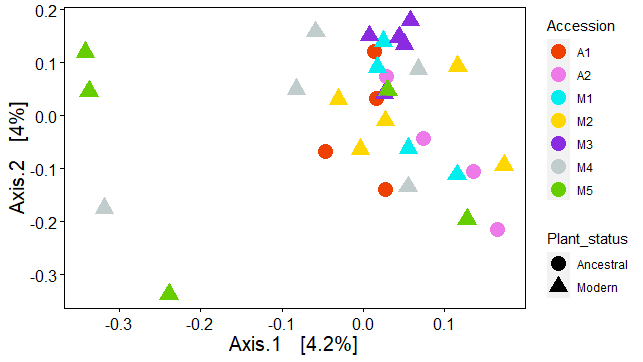 0.2
0.1
0.0
-0.1
-0.2
-0.3
Axis.2 [4%]
-0.3 -0.2 -0.1 0.0 0.1
Axis.1 [4.2%]
Accession
A1
A2
M1
M2
M3
M4
M5
Plant_status
Ancestral
Modern